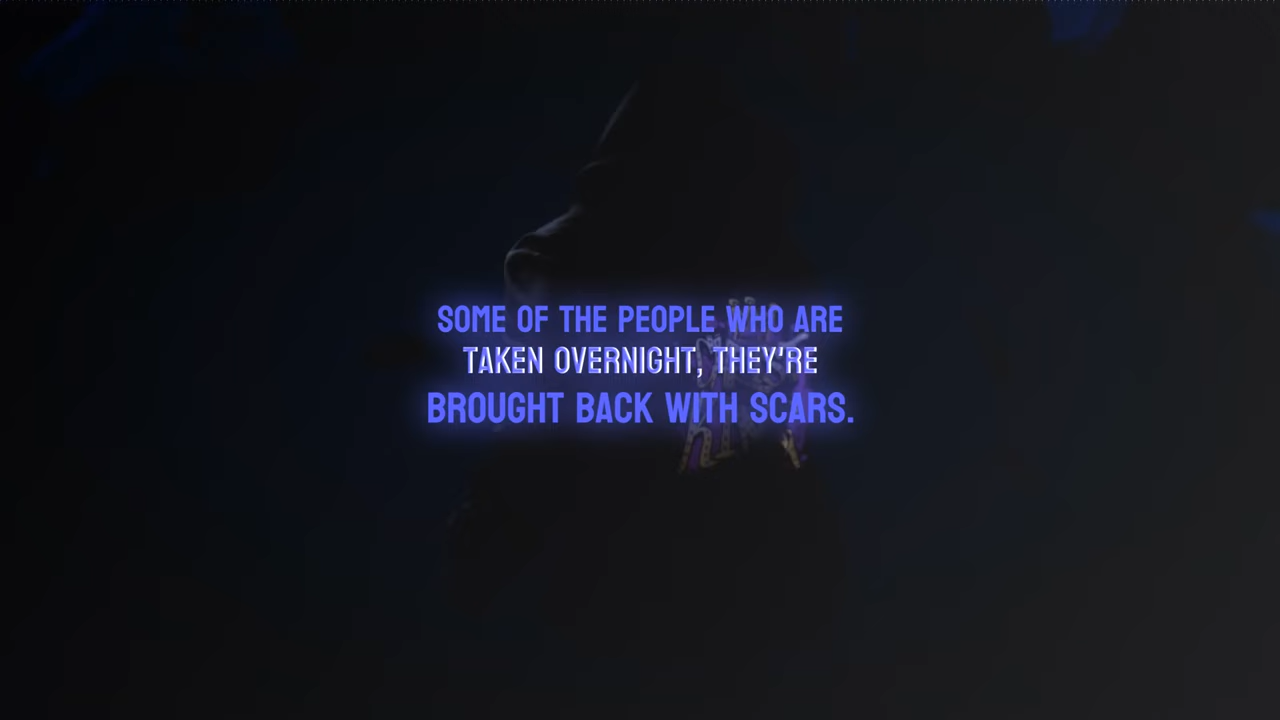 SOME OF THE PEOPLE WHO ARE
TAKEN OVERNIGHT, THEY'RE
BROUGHT BACK WITH SCARS.